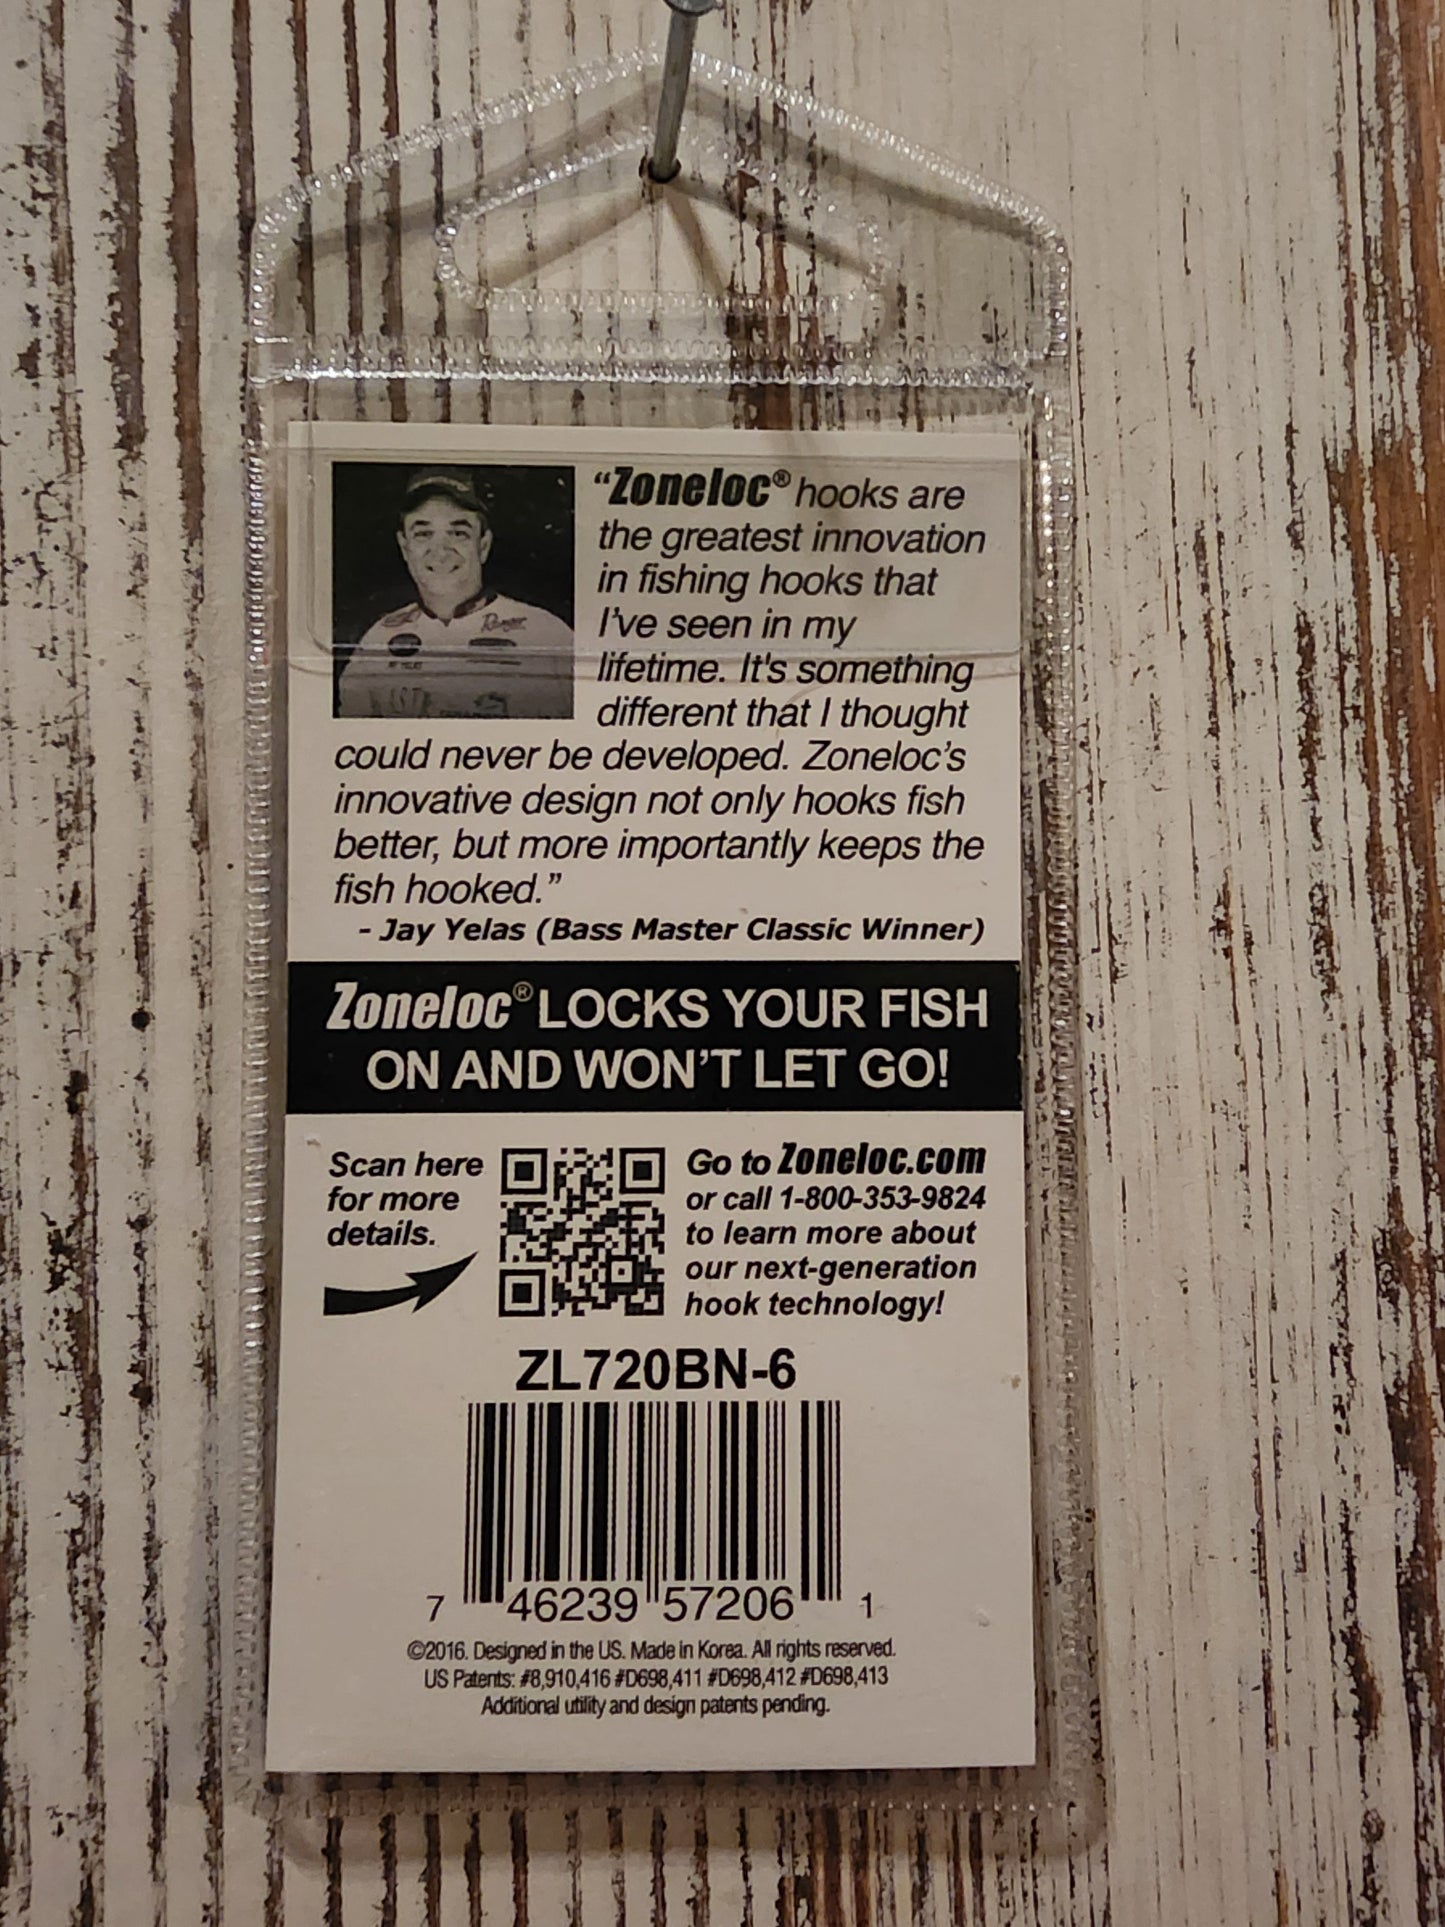 “Zoneloc® hooks are
the greatest innovation
in fishing hooks that
I’ve seen in my
lifetime. It's something
different that I thought
could never be developed. Zoneloc’s
innovative design not only hooks fish
better, but more importantly keeps the
fish hooked.”
- Jay Yelas (Bass Master Classic Winner)
Zoneloc® LOCKS YOUR FISH
ON AND WON’T LET GO!
Scan here
for more
details.
Go to Zoneloc.com
or call 1-800-353-9824
to learn more about
our next-generation
hook technology!
ZL720BN-6
7 46239 57206 1
©2016. Designed in the US. Made in Korea. All rights reserved.
US Patents: #8,910,416 #D698,411 #D698,412 #D698,413
Additional utility and design patents pending.